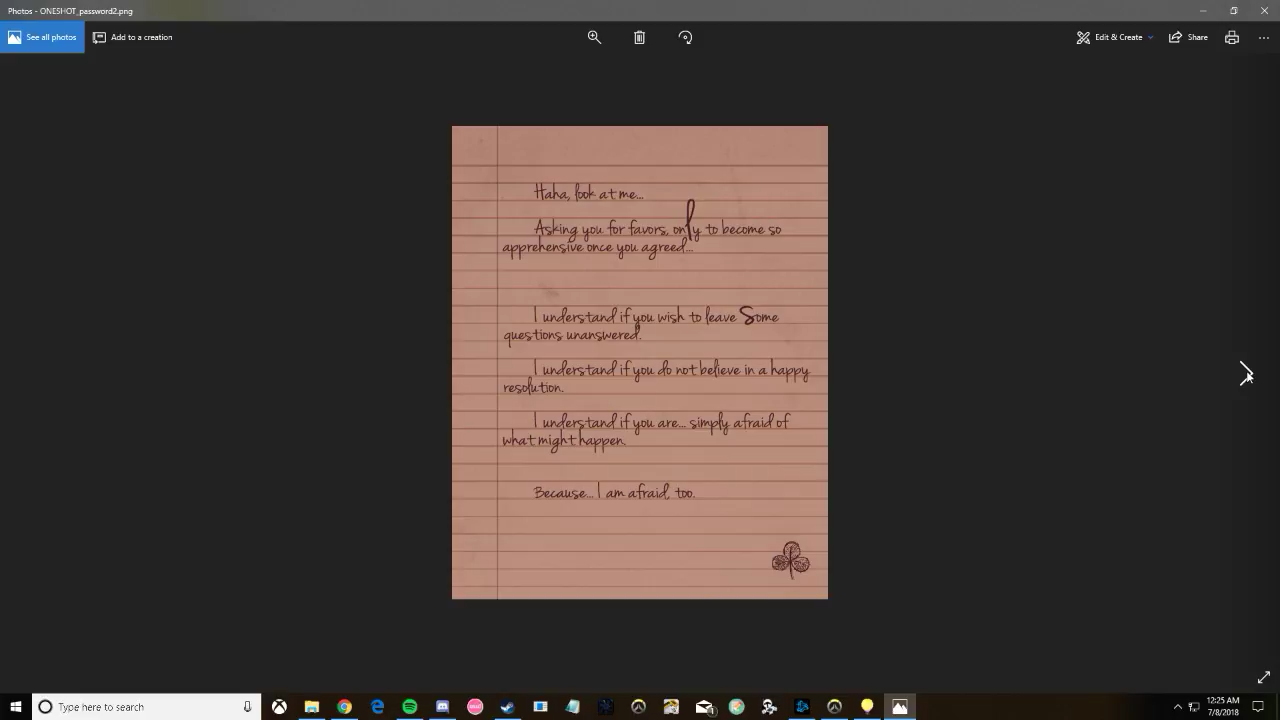 Photos - ONESHOT_password2.png
See all photos
Add to a creation
Edit & Create
Share
Haha, look at me...
Asking you for favors, only to become so
apprehensive once you agreed...
I understand if you wish to leave Some
questions unanswered.
I understand if you do not believe in a happy
resolution.
I understand if you are... simply afraid of
what might happen.
Because... I am afraid, too.
Type here to search
12:25 AM
7/8/2018